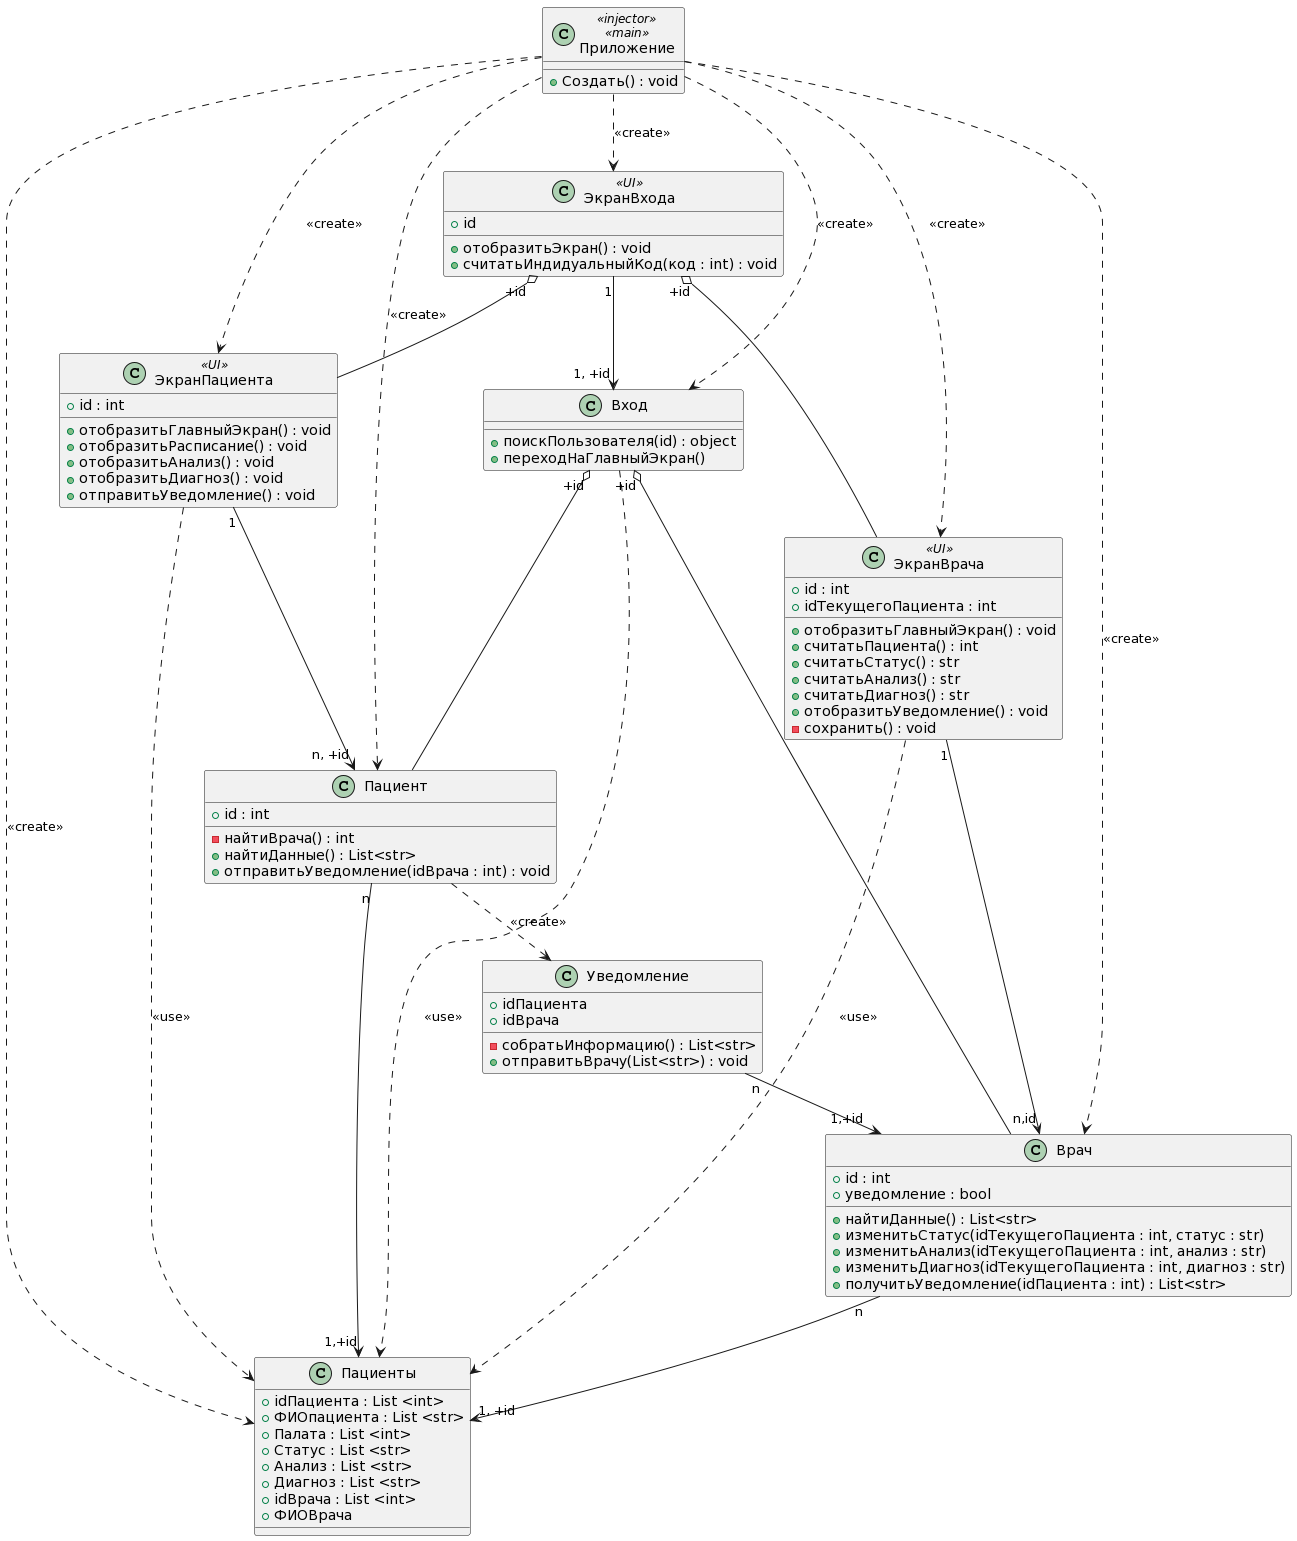 «injector»
«main»
Приложение
Создать() : void
«create»
«UI»
ЭкранВхода
id
отобразитьЭкран() : void
считатьИндидуальныйКод(код : int) : void
«create»
«create»
«create»
+id
1
+id
«create»
«UI»
ЭкранПациента
id : int
отобразитьГлавныйЭкран() : void
отобразитьРасписание() : void
отобразитьАнализ() : void
отобразитьДиагноз() : void
отправитьУведомление() : void
1, +id
Вход
поискПользователя(id) : object
переходНаГлавныйЭкран()
+id
+id
1
«UI»
ЭкранВрача
id : int
idТекущегоПациента : int
отобразитьГлавныйЭкран() : void
считатьПациента() : int
считатьСтатус() : str
считатьАнализ() : str
считатьДиагноз() : str
отобразитьУведомление() : void
сохранить() : void
«create»
n, +id
1
Пациент
id : int
найтиВрача() : int
найтиДанные() : List<str>
отправитьУведомление(idВрача : int) : void
«create»
n
«create»
Уведомление
idПациента
idВрача
собратьИнформацию() : List<str>
отправитьВрачу(List<str>) : void
«use»
«use»
«use»
n
1,+id
n,id
Врач
id : int
уведомление : bool
найтиДанные() : List<str>
изменитьСтатус(idТекущегоПациента : int, статус : str)
изменитьАнализ(idТекущегоПациента : int, анализ : str)
изменитьДиагноз(idТекущегоПациента : int, диагноз : str)
получитьУведомление(idПациента : int) : List<str>
n
1,+id
1, +id
Пациенты
idПациента : List <int>
ФИОпациента : List <str>
Палата : List <int>
Статус : List <str>
Анализ : List <str>
Диагноз : List <str>
idВрача : List <int>
ФИОВрача